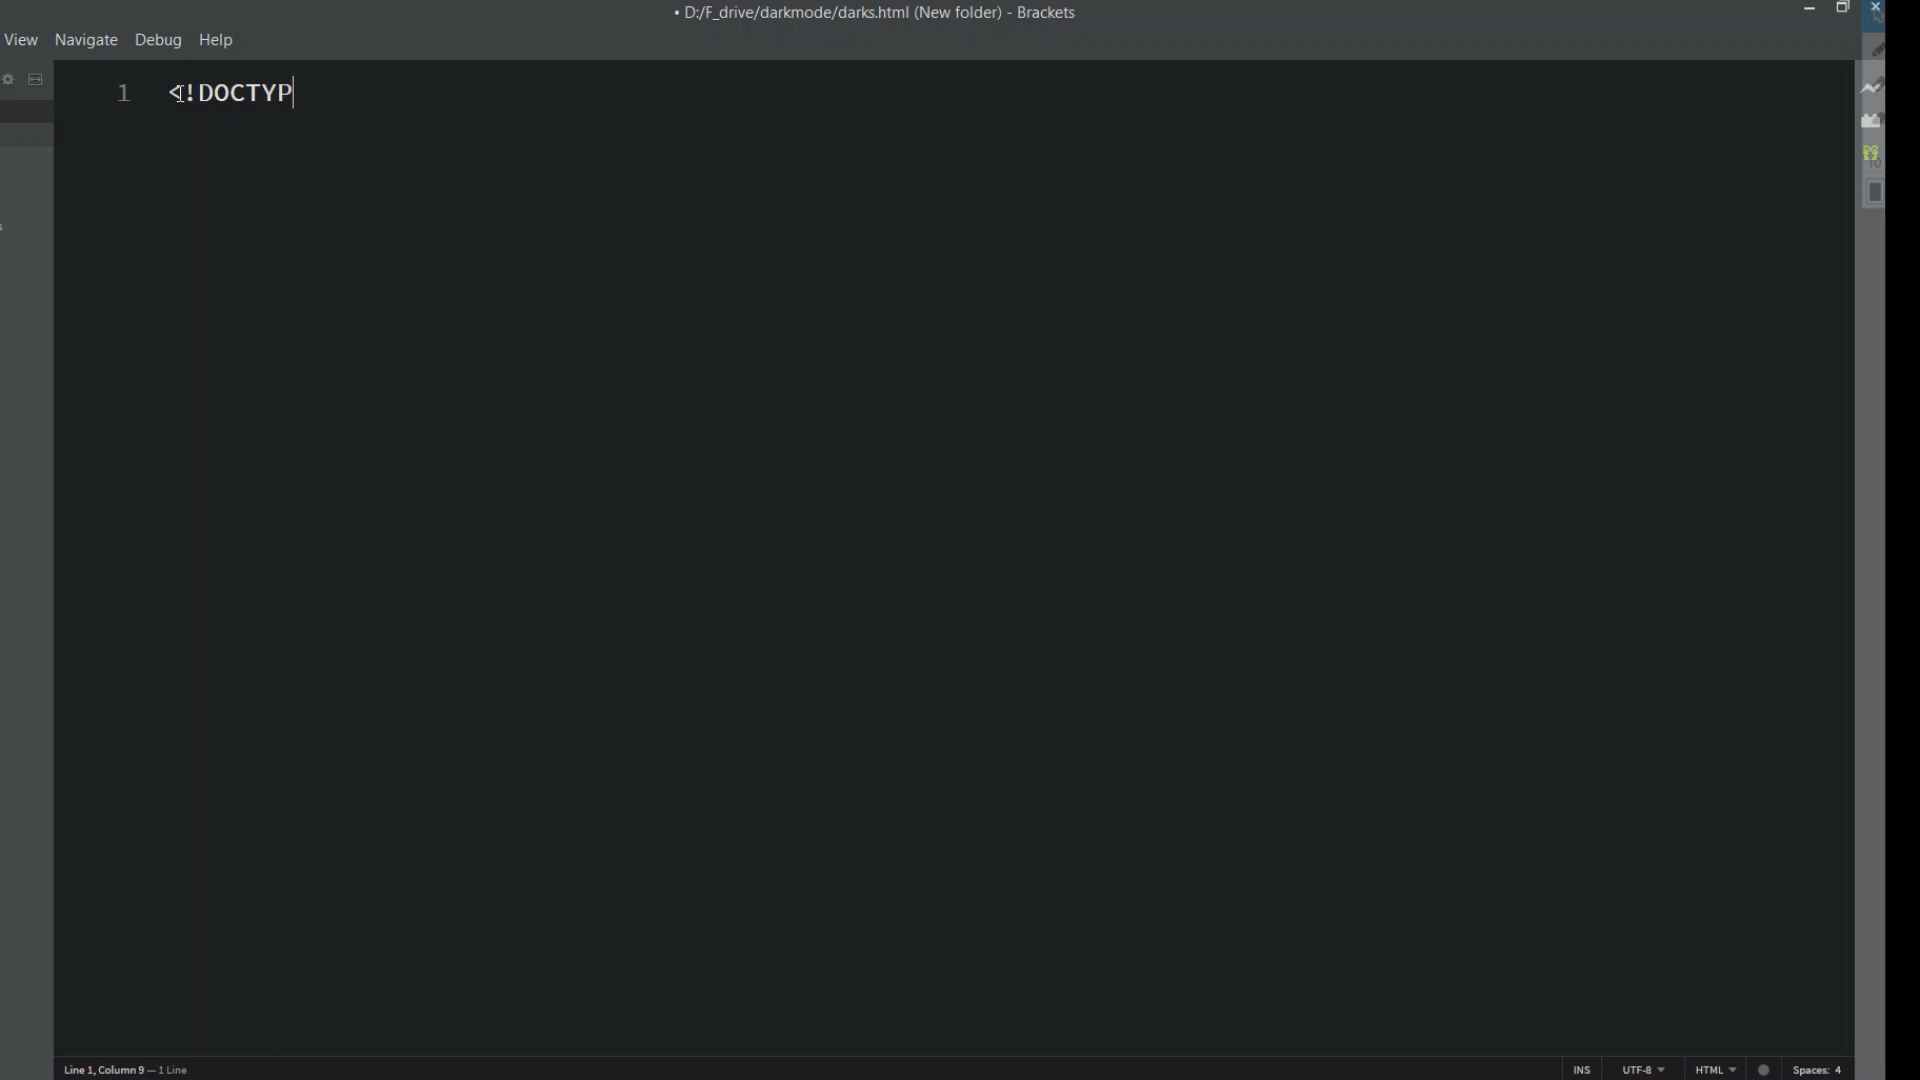 • D:/F_drive/darkmode/darks.html (New folder) - Brackets
View Navigate Debug Help
1 <!DOCTYP
Line 1, Column 9 — 1 Line
INS UTF-8 HTML Spaces: 4